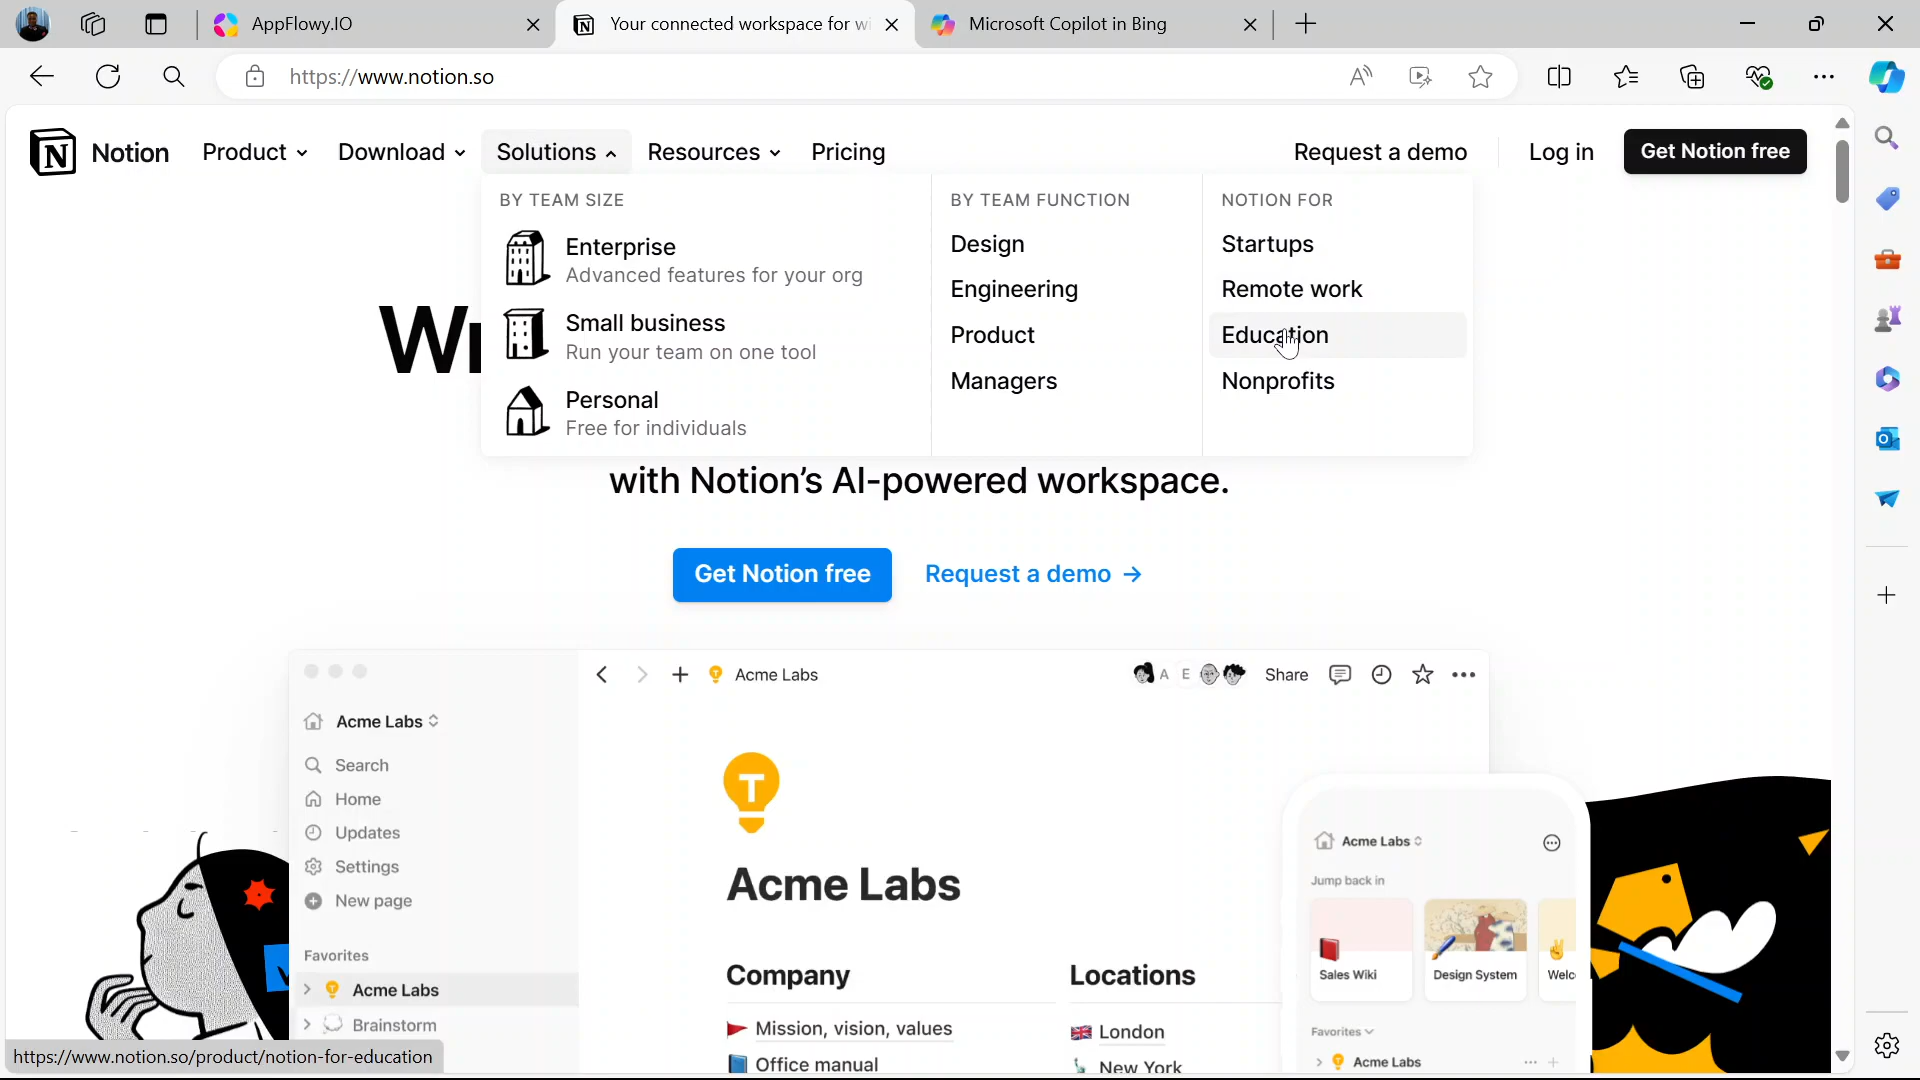 AppFlowy.IO
Your connected workspace for wi
Microsoft Copilot in Bing
https://www.notion.so
Notion
Product
Download
Solutions
Resources
Pricing
Request a demo
Log in
Get Notion free
BY TEAM SIZE
Enterprise
Advanced features for your org
Small business
Run your team on one tool
Personal
Free for individuals
BY TEAM FUNCTION
Design
Engineering
Product
Managers
NOTION FOR
Startups
Remote work
Education
Nonprofits
with Notion’s AI-powered workspace.
Get Notion free
Request a demo →
Acme Labs
A E
Share
Acme Labs
Search
Home
Updates
Settings
New page
Favorites
Acme Labs
Brainstorm
T
Acme Labs
Company
Mission, vision, values
Office manual
Locations
London
New York
Acme Labs
Jump back in
Sales Wiki
Design System
Welc
Favorites
Acme Labs
https://www.notion.so/product/notion-for-education